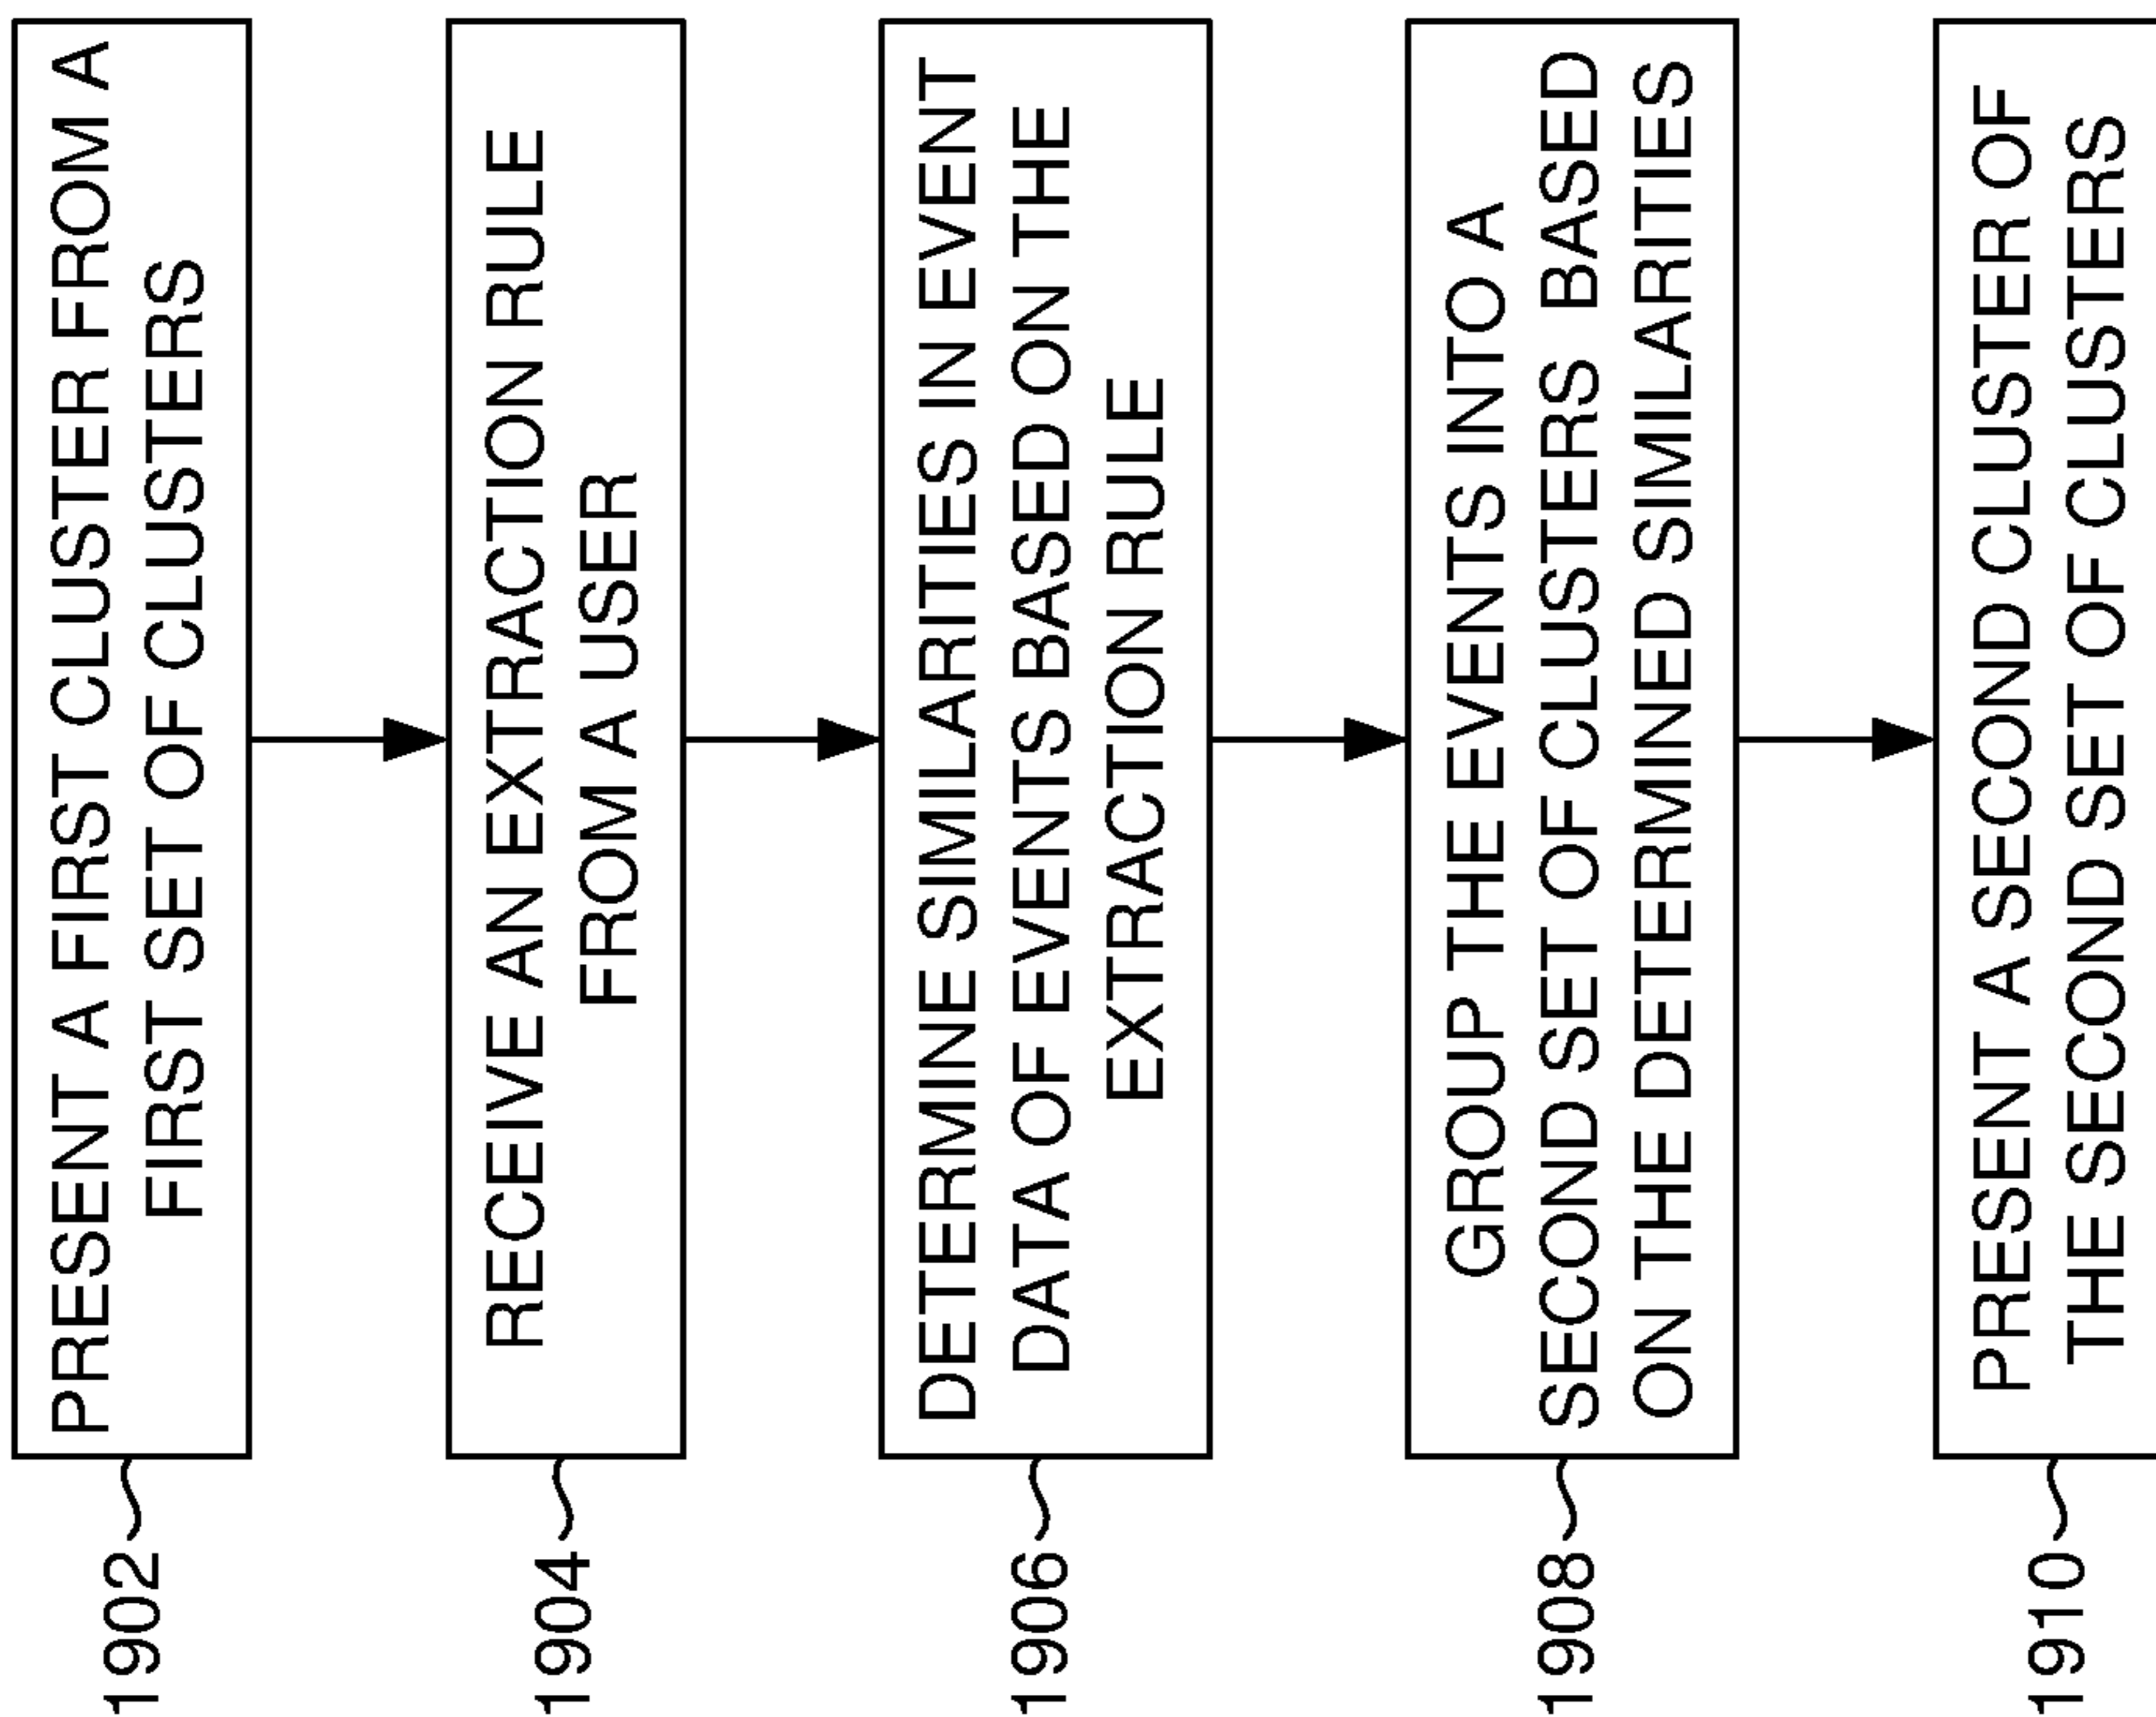 PRESENT A FIRST CLUSTER FROM A
FIRST SET OF CLUSTERS
1902
RECEIVE AN EXTRACTION RULE
FROM A USER
1904
DETERMINE SIMILARITIES IN EVENT
DATA OF EVENTS BASED ON THE
EXTRACTION RULE
1906
GROUP THE EVENTS INTO A
SECOND SET OF CLUSTERS BASED
ON THE DETERMINED SIMILARITIES
1908
PRESENT A SECOND CLUSTER OF
THE SECOND SET OF CLUSTERS
1910